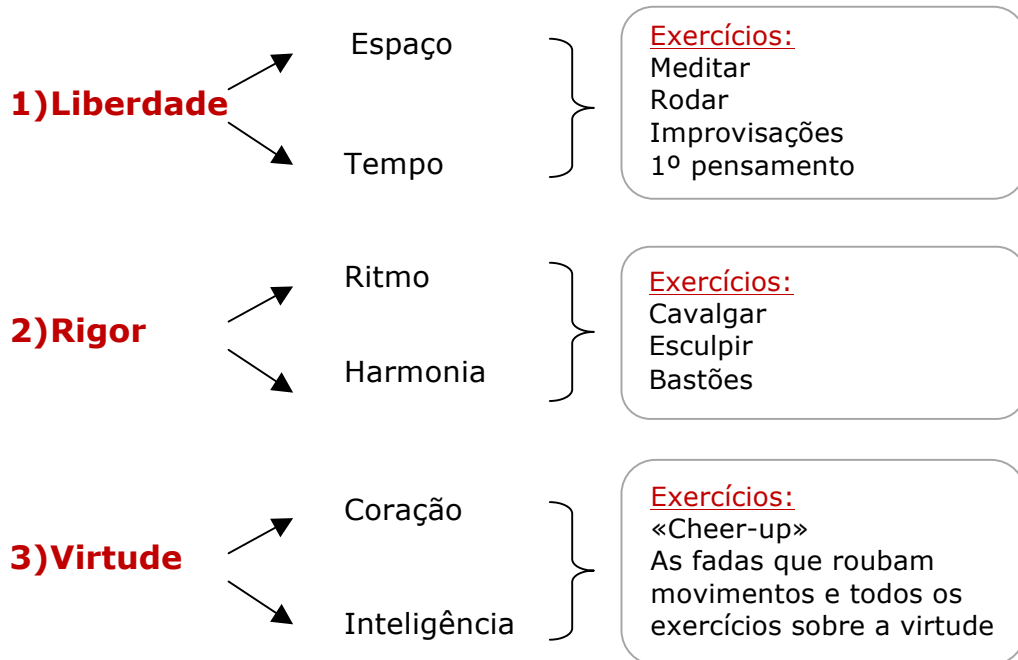 1)Liberdade
Espaço
Tempo
Exercícios:
Meditar
Rodar
Improvisações
1º pensamento
2)Rigor
Ritmo
Harmonia
Exercícios:
Cavalgar
Esculpir
Bastões
3)Virtude
Coração
Inteligência
Exercícios:
«Cheer-up»
As fadas que roubam
movimentos e todos os
exercícios sobre a virtude